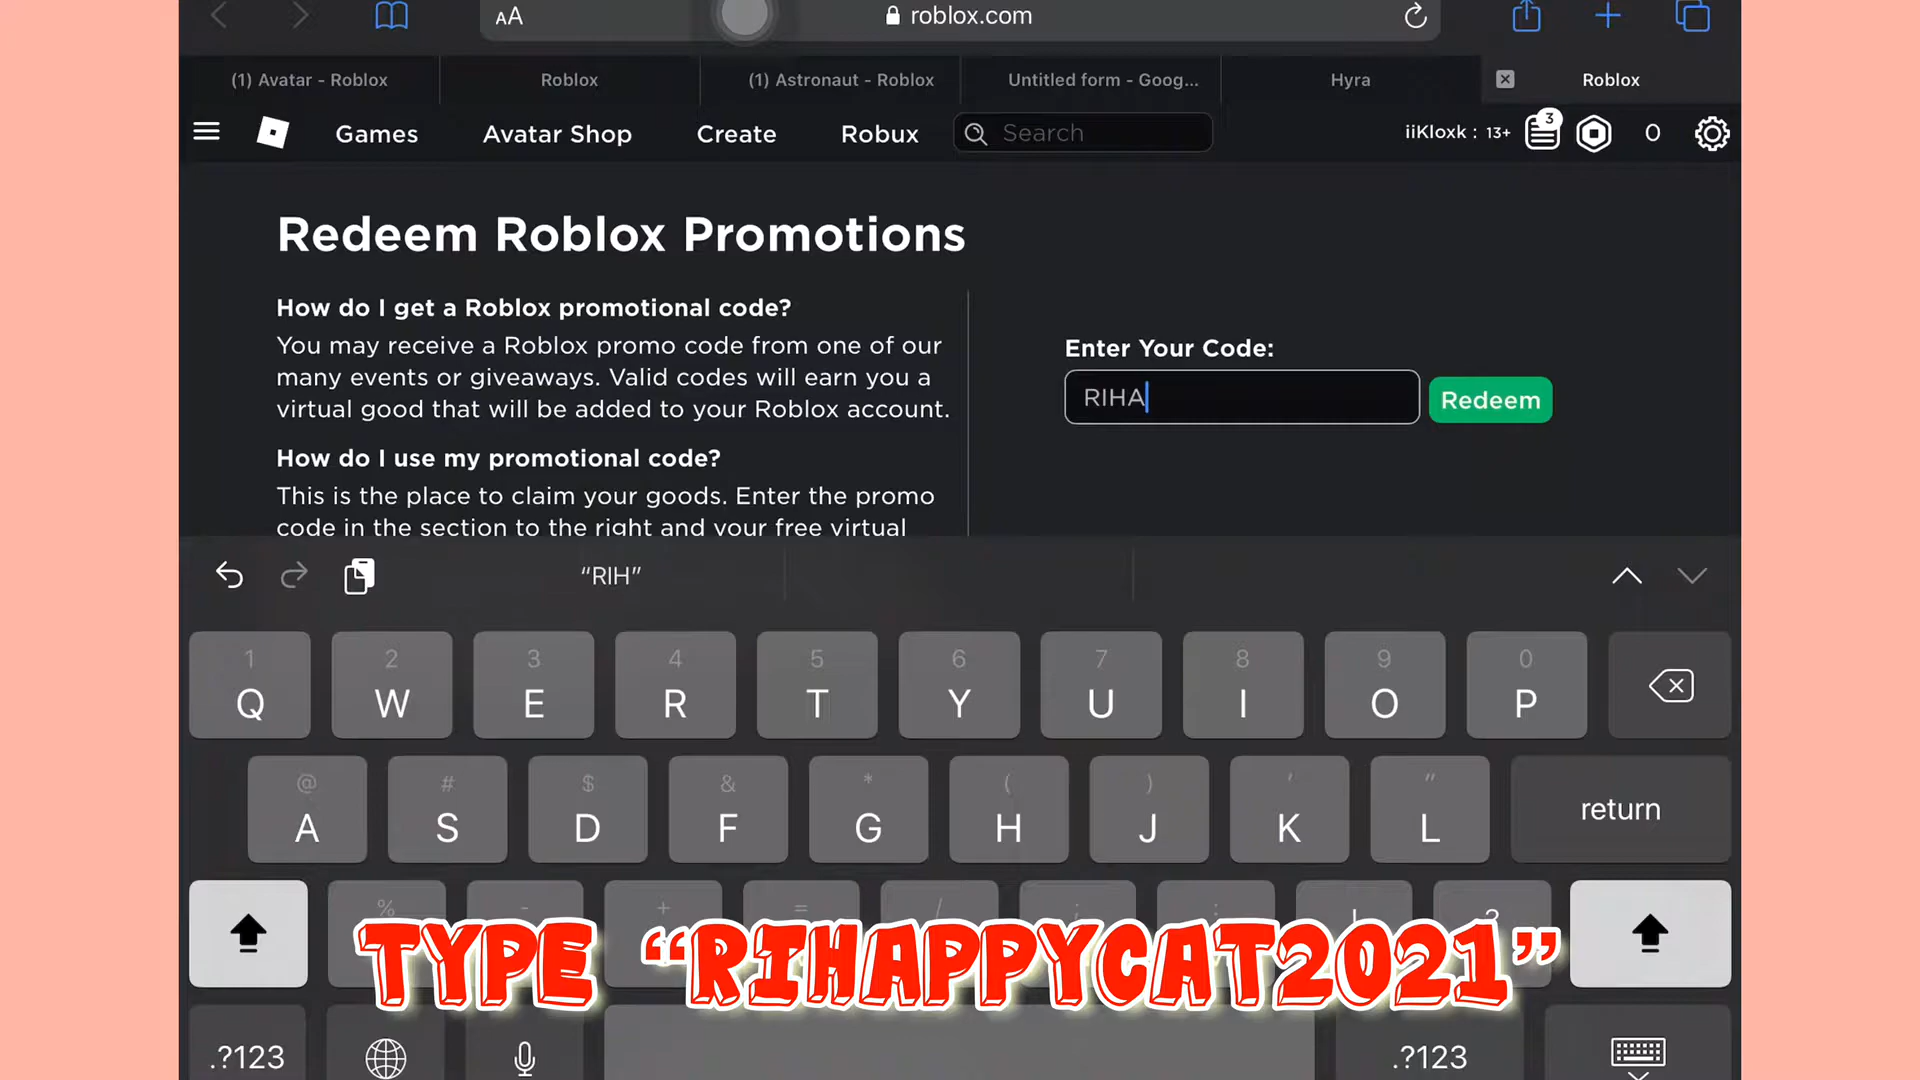 AA
roblox.com
(1) Avatar - Roblox
Roblox
(1) Astronaut - Roblox
Untitled form - Goog...
Hyra
Roblox
Games
Avatar Shop
Create
Robux
Search
iiKloxk : 13+
3
0
Redeem Roblox Promotions
How do I get a Roblox promotional code?
You may receive a Roblox promo code from one of our
many events or giveaways. Valid codes will earn you a
virtual good that will be added to your Roblox account.
How do I use my promotional code?
This is the place to claim your goods. Enter the promo
code in the section to the right and your free virtual
Enter Your Code:
RIHA
Redeem
“RIH”
1 2 3 4 5 6 7 8 9 0
Q W E R T Y U I O P
@ # $ & * ( ) ' "
A S D F G H J K L
return
% - + = / ; : ! ?
TYPE “RIHAPPYCAT2021”
.?123
.?123